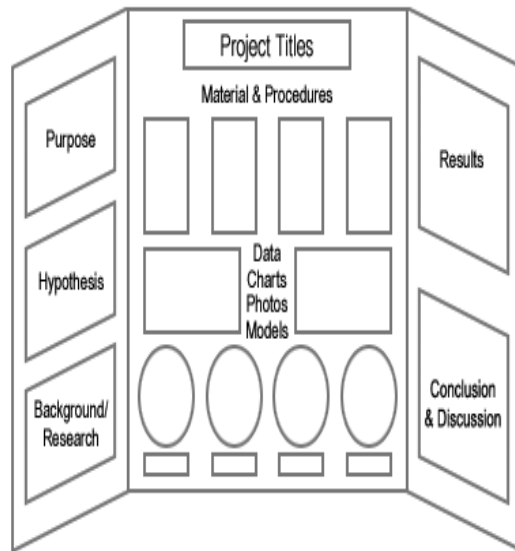 Project Titles
Material & Procedures
Purpose
Hypothesis
Background/
Research
Data
Charts
Photos
Models
Results
Conclusion
& Discussion